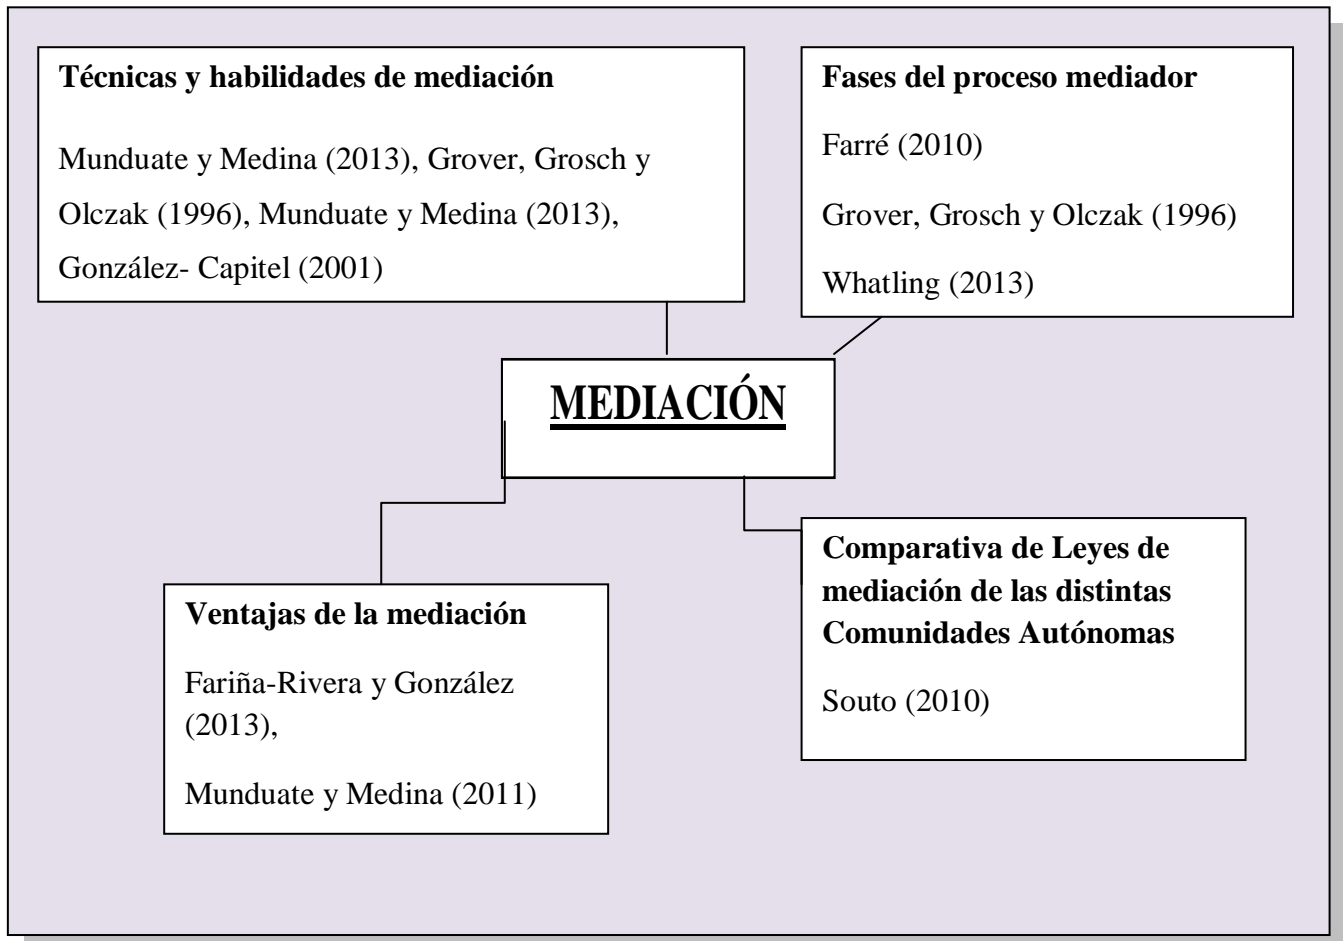 Técnicas y habilidades de mediación
Munduate y Medina (2013), Grover, Grosch y
Olczak (1996), Munduate y Medina (2013),
González- Capitel (2001)
Fases del proceso mediador
Farré (2010)
Grover, Grosch y Olczak (1996)
Whatling (2013)
MEDIACIÓN
Ventajas de la mediación
Fariña-Rivera y González
(2013),
Munduate y Medina (2011)
Comparativa de Leyes de
mediación de las distintas
Comunidades Autónomas
Souto (2010)